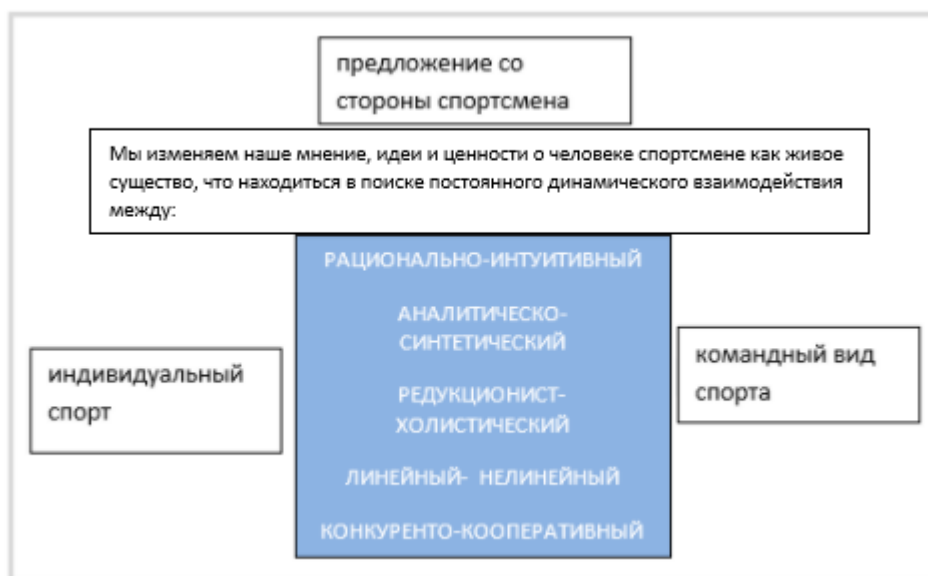 предложение со
стороны спортсмена
Мы изменяем наше мнение, идеи и ценности о человеке спортсмене как живое
существо, что находиться в поиске постоянного динамического взаимодействия
между:
РАЦИОНАЛЬНО-ИНТУИТИВНЫЙ
АНАЛИТИЧЕСКО-
СИНТЕТИЧЕСКИЙ
РЕДУКЦИОНИСТ-
ХОЛИСТИЧЕСКИЙ
ЛИНЕЙНЫЙ- НЕЛИНЕЙНЫЙ
КОНКУРЕНТО-КООПЕРАТИВНЫЙ
индивидуальный
спорт
командный вид
спорта